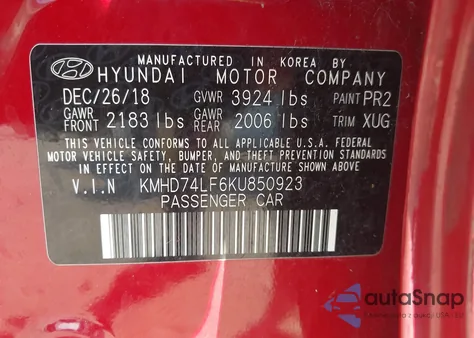 MANUFACTURED IN KOREA BY
HYUNDAI MOTOR COMPANY
DEC/26/18 GVWR 3924 lbs PAINT PR2
GAWR FRONT 2183 lbs GAWR REAR 2006 lbs TRIM XUG
THIS VEHICLE CONFORMS TO ALL APPLICABLE U.S.A. FEDERAL
MOTOR VEHICLE SAFETY, BUMPER, AND THEFT PREVENTION STANDARDS
IN EFFECT ON THE DATE OF MANUFACTURE SHOWN ABOVE.
V.I.N KMHD74LF6KU850923
PASSENGER CAR
autoSnap